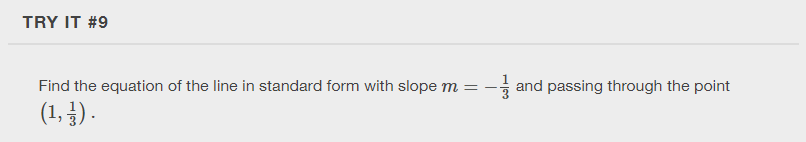 TRY IT #9
Find the equation of the line in standard form with slope m = −1/3 and passing through the point
(1, 1/3) .